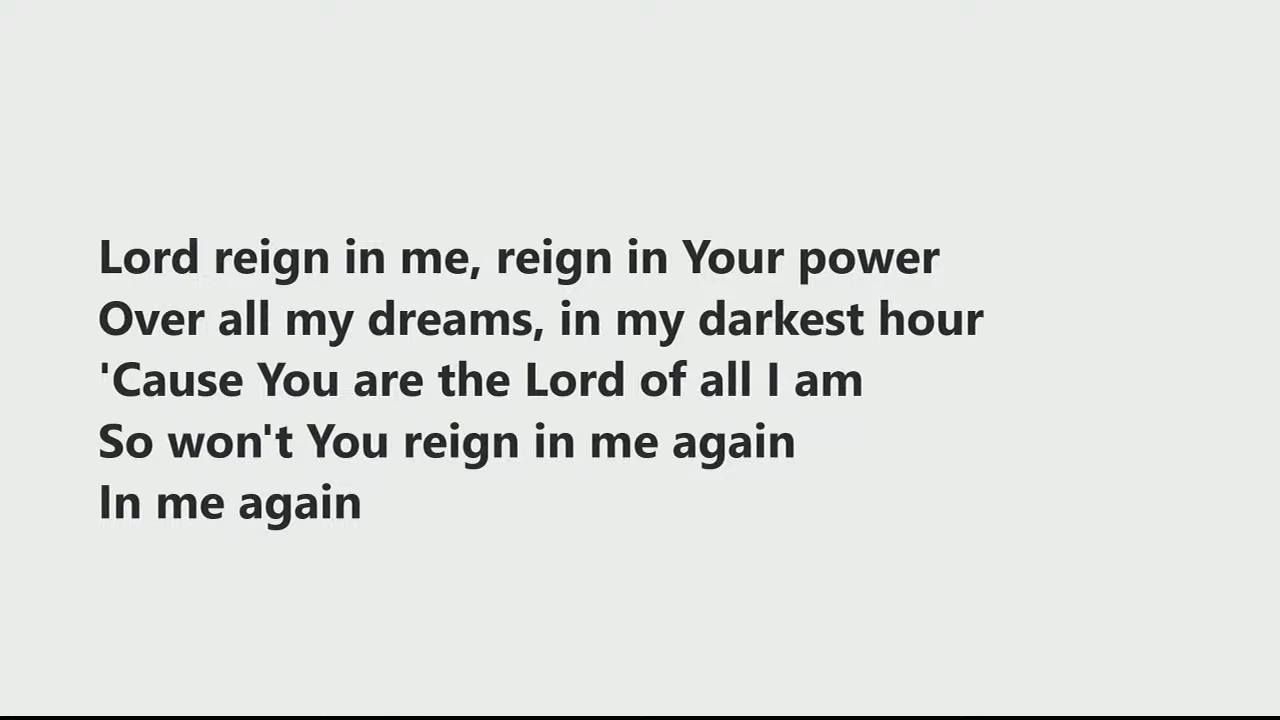 Lord reign in me, reign in Your power
Over all my dreams, in my darkest hour
'Cause You are the Lord of all I am
So won't You reign in me again
In me again